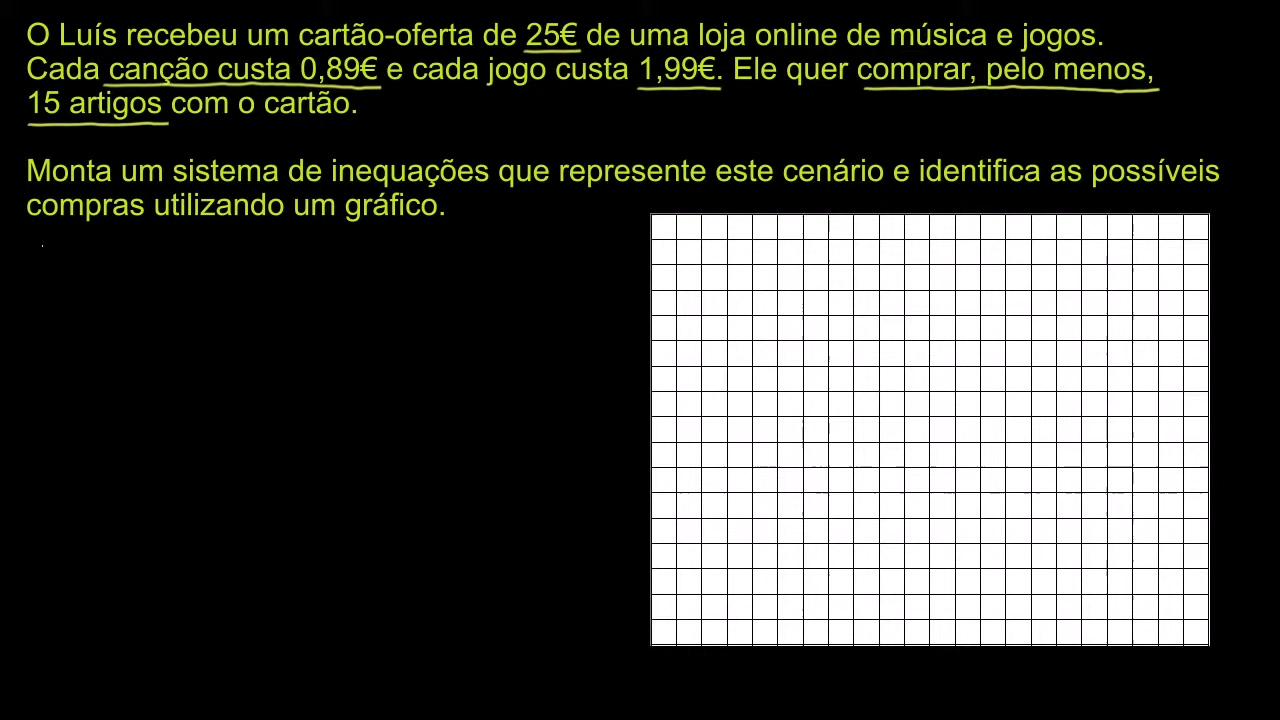 O Luís recebeu um cartão-oferta de 25€ de uma loja online de música e jogos.
Cada canção custa 0,89€ e cada jogo custa 1,99€. Ele quer comprar, pelo menos,
15 artigos com o cartão.
Monta um sistema de inequações que represente este cenário e identifica as possíveis
compras utilizando um gráfico.